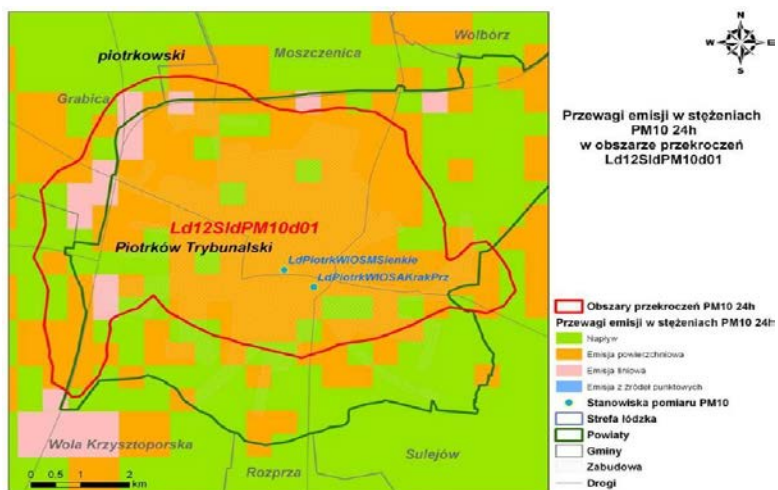 piotrkowski
Moszczenica
Wolbórz
Grabica
Ld12SldPM10d01
Piotrków Trybunalski
LdPiotrkWIOSMSienkie
LdPiotrkWIOSAKrakPrz
Wola Krzysztoporska
Rozprza
Sulejów
0 0.5 1 2
km
N
W E
S
Przewagi emisji w stężeniach
PM10 24h
w obszarze przekroczeń
Ld12SldPM10d01
Obszary przekroczeń PM10 24h
Przewagi emisji w stężeniach PM10 24h
Napływ
Emisja powierzchniowa
Emisja liniowa
Emisja z źródeł punktowych
Stanowiska pomiaru PM10
Strefa łódzka
Powiaty
Gminy
Zabudowa
Drogi